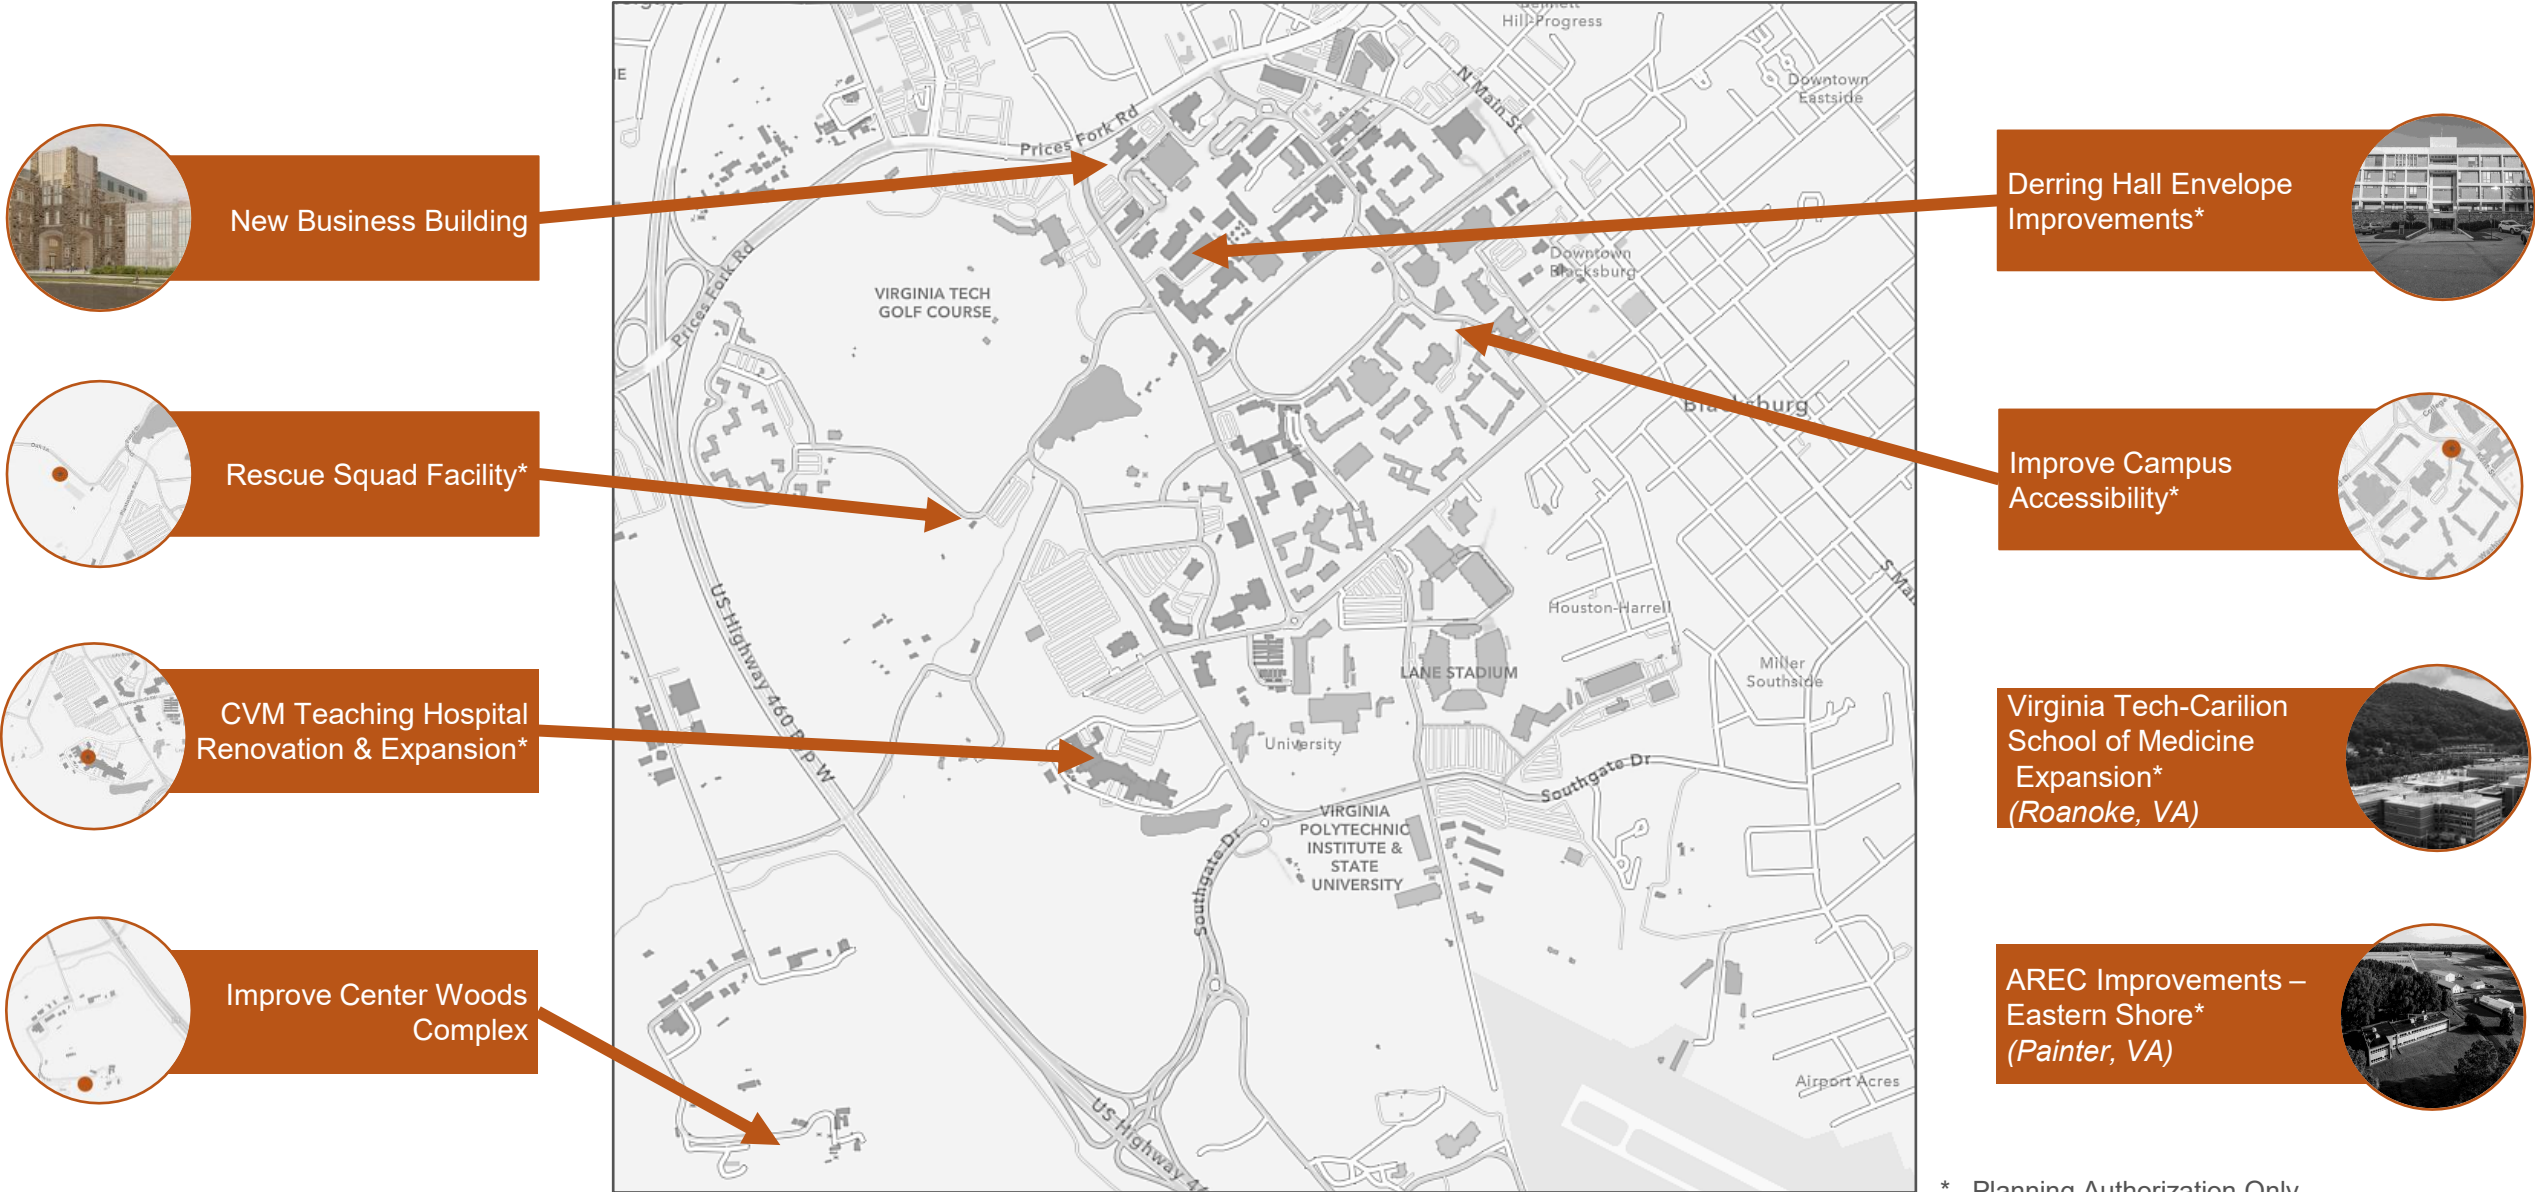 New Business Building
Rescue Squad Facility*
CVM Teaching Hospital
Renovation & Expansion*
Improve Center Woods
Complex
Hill-Progress
Downtown
Eastside
N Main St
Prices Fork Rd
Prices Fork Rd
VIRGINIA TECH
GOLF COURSE
Downtown
Blacksburg
Blacksburg
US Highway 460 Byp W
S Mai
Houston-Harrell
Miller
Southside
LANE STADIUM
University
Southgate Dr
VIRGINIA
POLYTECHNIC
INSTITUTE &
STATE
UNIVERSITY
Southgate Dr
Airport Acres
US Highway 4
Derring Hall Envelope
Improvements*
Improve Campus
Accessibility*
Virginia Tech-Carilion
School of Medicine
Expansion*
(Roanoke, VA)
AREC Improvements –
Eastern Shore*
(Painter, VA)
* Planning Authorization Only